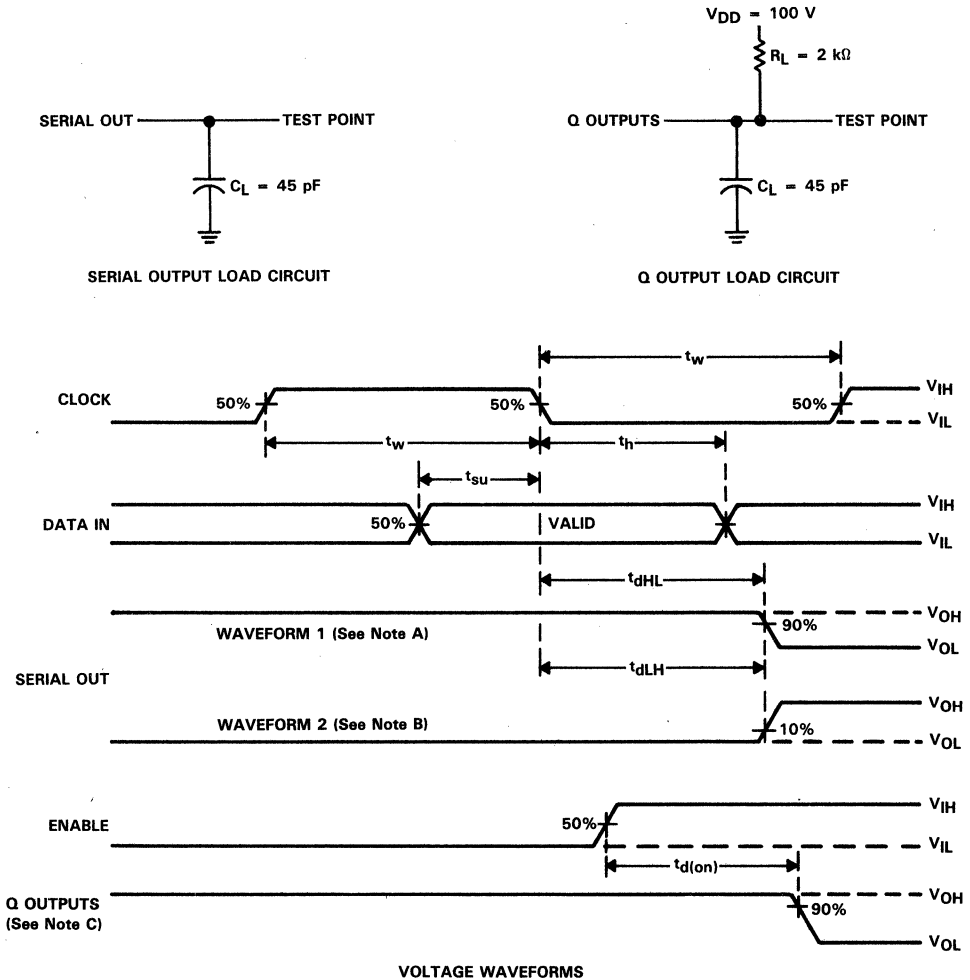 VDD = 100 V
RL = 2 kΩ
SERIAL OUT
TEST POINT
Q OUTPUTS
TEST POINT
CL = 45 pF
CL = 45 pF
SERIAL OUTPUT LOAD CIRCUIT
Q OUTPUT LOAD CIRCUIT
tw
CLOCK
50%
50%
50%
VIH
VIL
tw
th
tsu
DATA IN
50%
VALID
VIH
VIL
tdHL
WAVEFORM 1 (See Note A)
90%
VOH
VOL
SERIAL OUT
tdLH
WAVEFORM 2 (See Note B)
10%
VOH
VOL
ENABLE
50%
VIH
VIL
td(on)
Q OUTPUTS
(See Note C)
90%
VOH
VOL
VOLTAGE WAVEFORMS